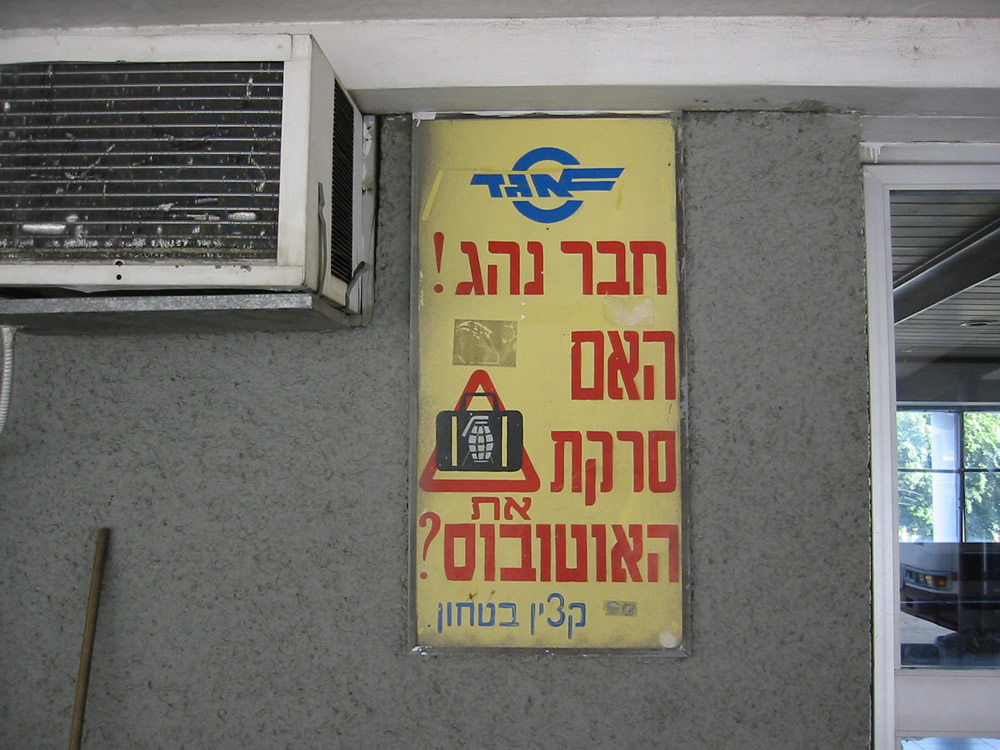 אגד
חבר נהג!
האם
סרקת
את
האוטובוס?
קצין בטחון.